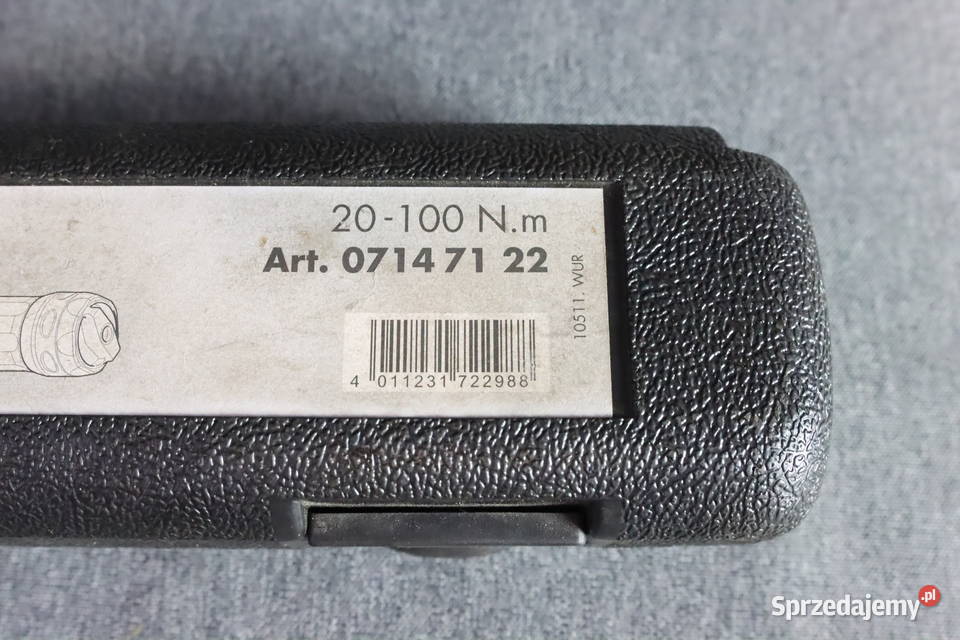 20-100 N.m
Art. 0714 71 22
10511. WUR
4 011231 722988
Sprzedajemy.pl